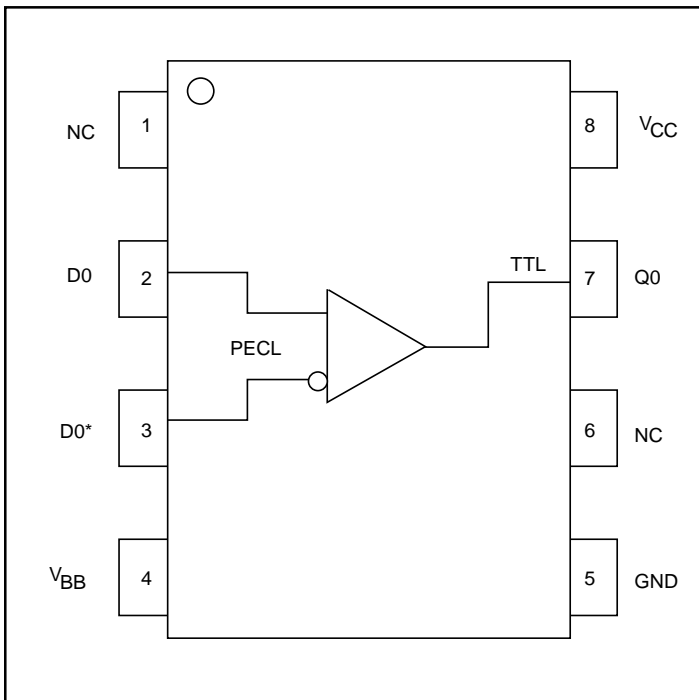 NC 1
D0 2
D0* 3
VBB 4
PECL
TTL
8 VCC
7 Q0
6 NC
5 GND